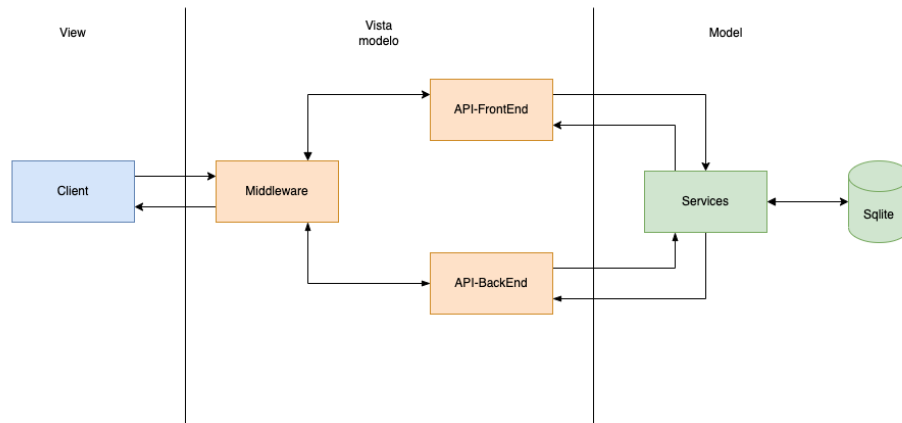 View
Vista
modelo
Model
API-FrontEnd
Client
Middleware
Services
Sqlite
API-BackEnd